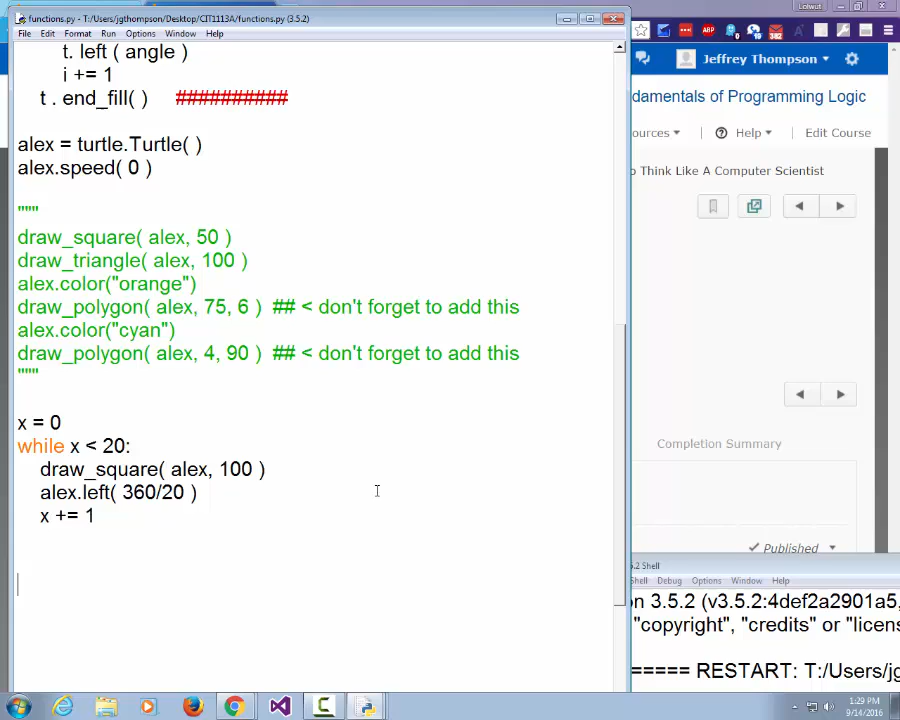 Lolwut
functions.py - T:/Users/jgthompson/Desktop/CIT1113A/functions.py (3.5.2)
File Edit Format Run Options Window Help
ABP
382
t. left ( angle )
i += 1
t . end_fill( ) ##########
alex = turtle.Turtle( )
alex.speed( 0 )
"""
draw_square( alex, 50 )
draw_triangle( alex, 100 )
alex.color("orange")
draw_polygon( alex, 75, 6 ) ## < don't forget to add this
alex.color("cyan")
draw_polygon( alex, 4, 90 ) ## < don't forget to add this
"""
x = 0
while x < 20:
draw_square( alex, 100 )
alex.left( 360/20 )
x += 1
Jeffrey Thompson
damentals of Programming Logic
ources Help Edit Course
o Think Like A Computer Scientist
Completion Summary
Published
5.2 Shell
Shell Debug Options Window Help
on 3.5.2 (v3.5.2:4def2a2901a5,
"copyright", "credits" or "licens
===== RESTART: T:/Users/jg
1:29 PM
9/14/2016